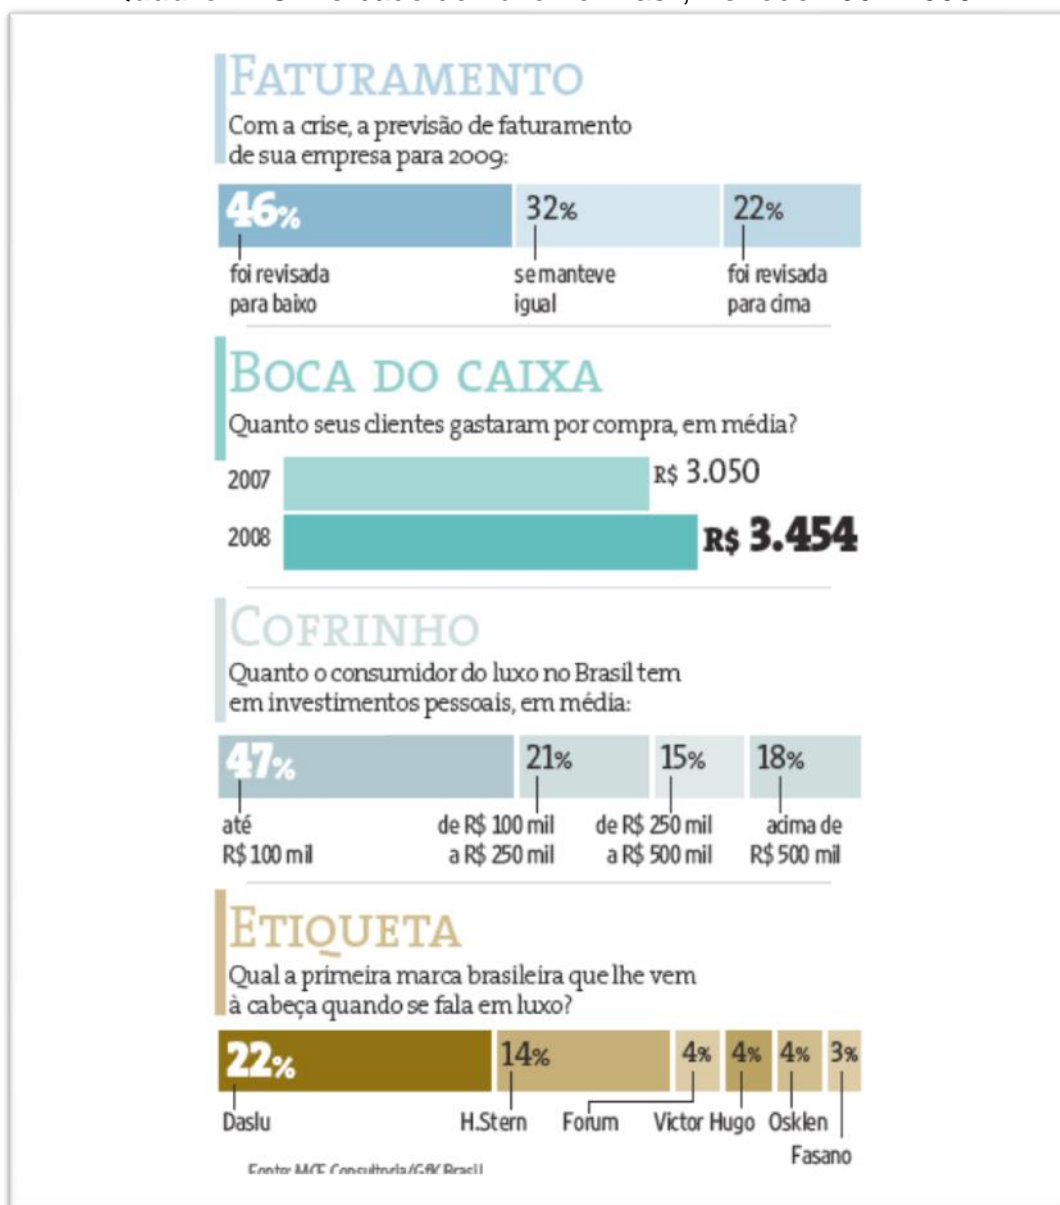 FATURAMENTO
Com a crise, a previsão de faturamento
de sua empresa para 2009:
46% 32% 22%
foi revisada se manteve foi revisada
para baixo igual para cima
BOCA DO CAIXA
Quanto seus clientes gastaram por compra, em média?
2007 R$ 3.050
2008 R$ 3.454
COFRINHO
Quanto o consumidor do luxo no Brasil tem
em investimentos pessoais, em média:
47% 21% 15% 18%
até de R$ 100 mil de R$ 250 mil acima de
R$ 100 mil a R$ 250 mil a R$ 500 mil R$ 500 mil
ETIQUETA
Qual a primeira marca brasileira que lhe vem
à cabeça quando se fala em luxo?
22% 14% 4% 4% 4% 3%
Daslu H.Stern Forum Victor Hugo Osklen
Fasano
Fonte: MCF Consultoria/GfK Brasil